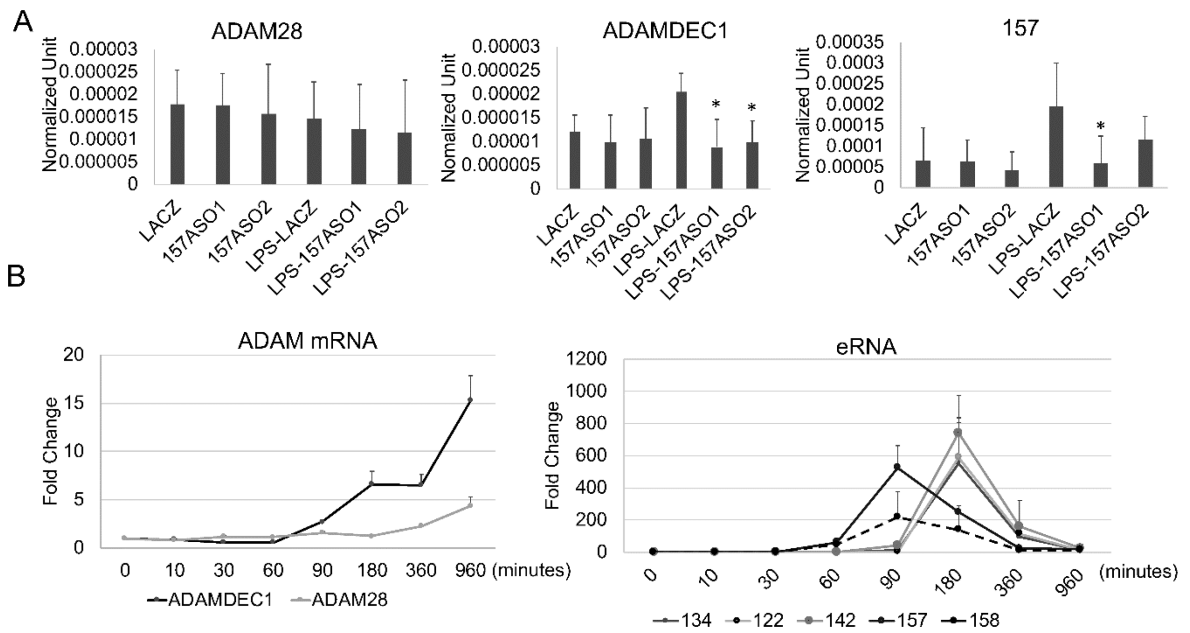 A
ADAM28
Nomalized Unit
0.00003
0.000025
0.00002
0.000015
0.00001
0.000005
0
LACZ
157ASO1
157ASO2
LPS-LACZ
LPS-157ASO1
LPS-157ASO2
ADAMDEC1
Nomalized Unit
0.00003
0.000025
0.00002
0.000015
0.00001
0.000005
0
* *
LACZ
157ASO1
157ASO2
LPS-LACZ
LPS-157ASO1
LPS-157ASO2
157
Nomalized Unit
0.00035
0.0003
0.00025
0.0002
0.00015
0.0001
0.00005
0
*
LACZ
157ASO1
157ASO2
LPS-LACZ
LPS-157ASO1
LPS-157ASO2
B
ADAM mRNA
Fold Change
20
15
10
5
0
0 10 30 60 90 180 360 960 (minutes)
ADAMDEC1 ADAM28
eRNA
Fold Change
1200
1000
800
600
400
200
0
0 10 30 60 90 180 360 960 (minutes)
134 122 142 157 158